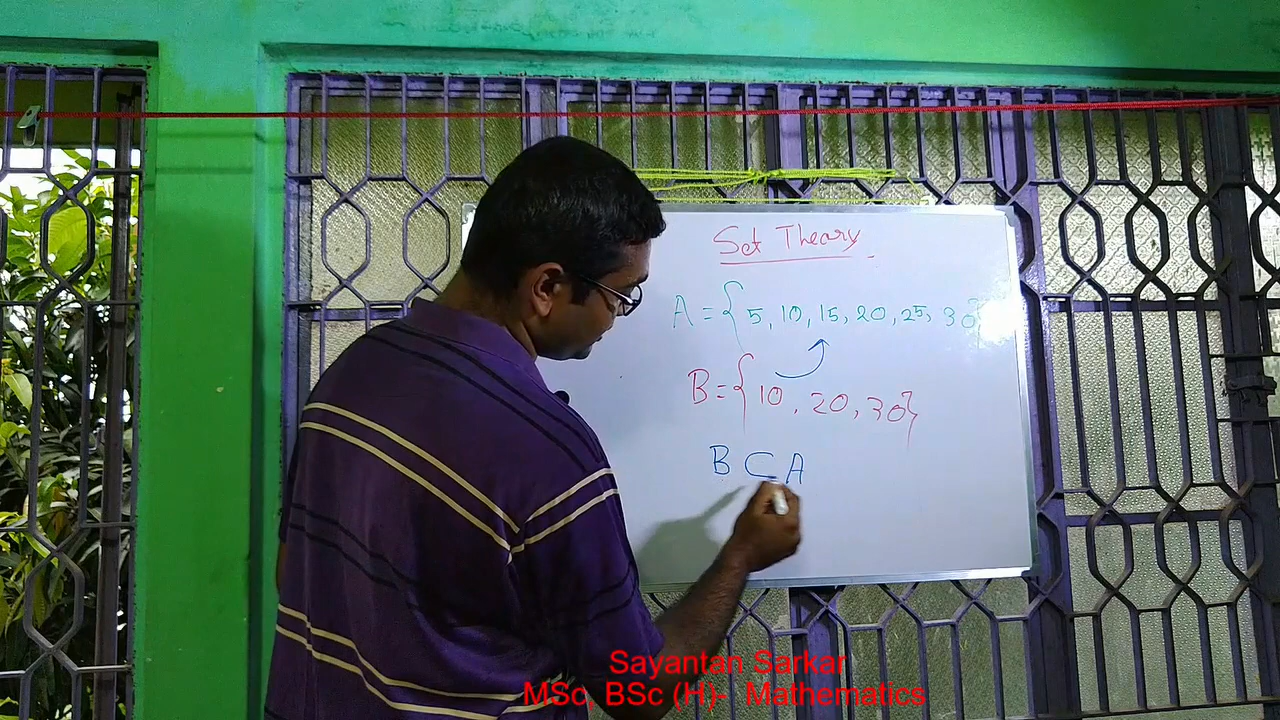 Set Theory
A = { 5, 10, 15, 20, 25, 30 }
B = { 10, 20, 30 }
B ⊆ A
Sayantan Sarkar
MSc, BSc (H)- Mathematics